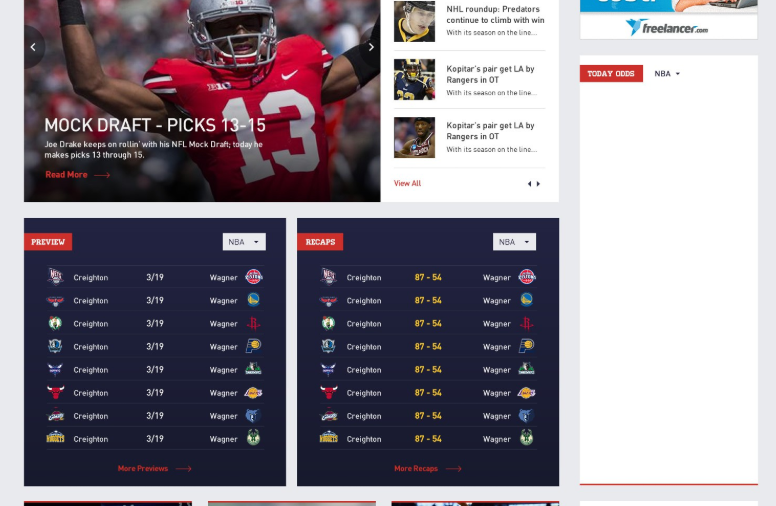 MOCK DRAFT - PICKS 13-15
Joe Drake keeps on rollin' with his NFL Mock Draft; today he
makes picks 13 through 15.
Read More
13
NHL roundup: Predators
continue to climb with win
With its season on the line...
Kopitar's pair get LA by
Rangers in OT
With its season on the line...
Kopitar's pair get LA by
Rangers in OT
With its season on the line...
View All
freelancer.com
TODAY ODDS NBA
PREVIEW NBA
Creighton 3/19 Wagner
Creighton 3/19 Wagner
Creighton 3/19 Wagner
Creighton 3/19 Wagner
Creighton 3/19 Wagner
Creighton 3/19 Wagner
Creighton 3/19 Wagner
Creighton 3/19 Wagner
More Previews
RECAPS NBA
Creighton 87 - 54 Wagner
Creighton 87 - 54 Wagner
Creighton 87 - 54 Wagner
Creighton 87 - 54 Wagner
Creighton 87 - 54 Wagner
Creighton 87 - 54 Wagner
Creighton 87 - 54 Wagner
Creighton 87 - 54 Wagner
More Recaps